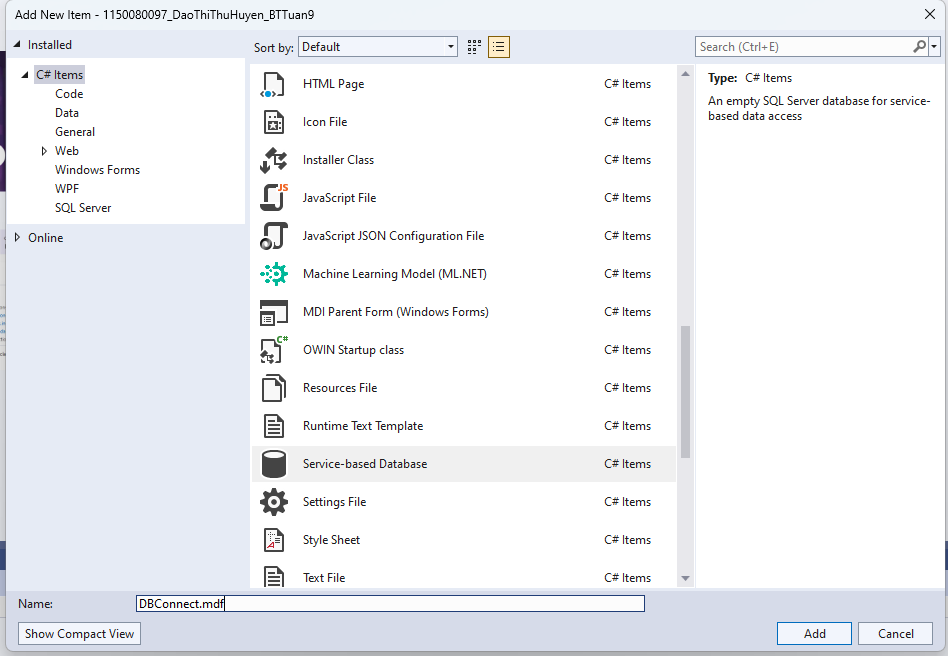 Add New Item - 1150080097_DaoThiThuHuyen_BTTuan9
Installed
Sort by: Default
Search (Ctrl+E)
C# Items
Code
Data
General
Web
Windows Forms
WPF
SQL Server
Online
HTML Page C# Items
Icon File C# Items
Installer Class C# Items
JS
JavaScript File C# Items
JavaScript JSON Configuration File C# Items
Machine Learning Model (ML.NET) C# Items
MDI Parent Form (Windows Forms) C# Items
C#
OWIN Startup class C# Items
Resources File C# Items
Runtime Text Template C# Items
Service-based Database C# Items
Settings File C# Items
A
Style Sheet C# Items
Text File C# Items
Type: C# Items
An empty SQL Server database for service-
based data access
Name: DBConnect.mdf
Show Compact View
Add
Cancel